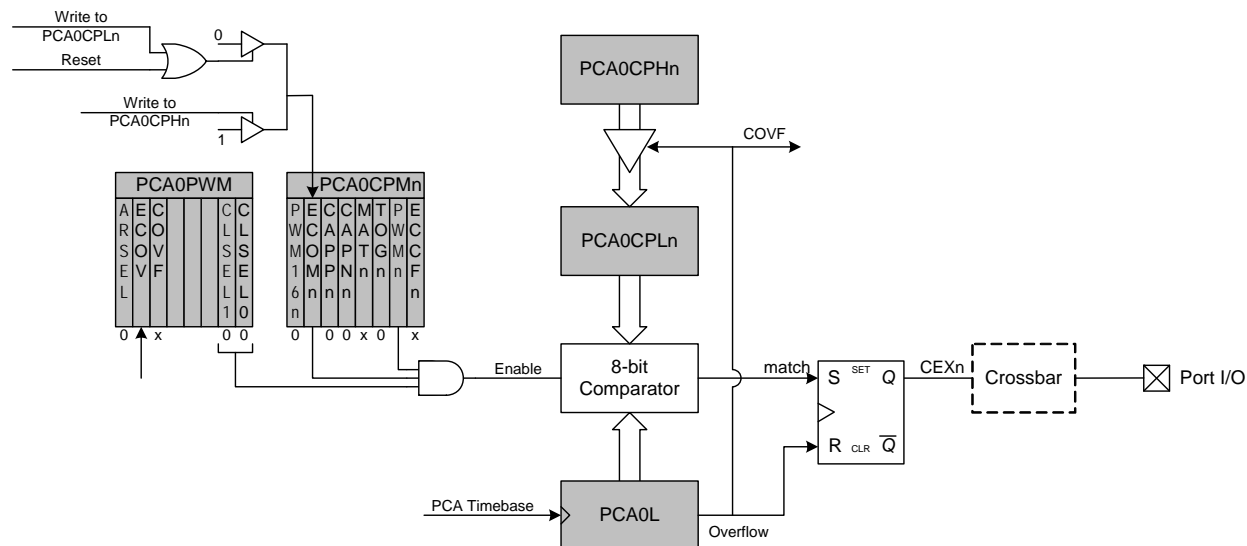 Write to
PCA0CPLn
Reset
0
Write to
PCA0CPHn
1
PCA0CPHn
COVF
PCA0PWM
ARSEL
ECOV
COVF
CLSEL1
CLSEL0
0
x
0
0
PCA0CPMn
PWM16n
ECOMn
CAPPn
CAPNn
MATn
TOGn
PWMn
ECCFn
0
0
0
x
0
x
PCA0CPLn
Enable
8-bit
Comparator
match
S SET Q
R CLR Q
CEXn
Crossbar
Port I/O
PCA Timebase
PCA0L
Overflow